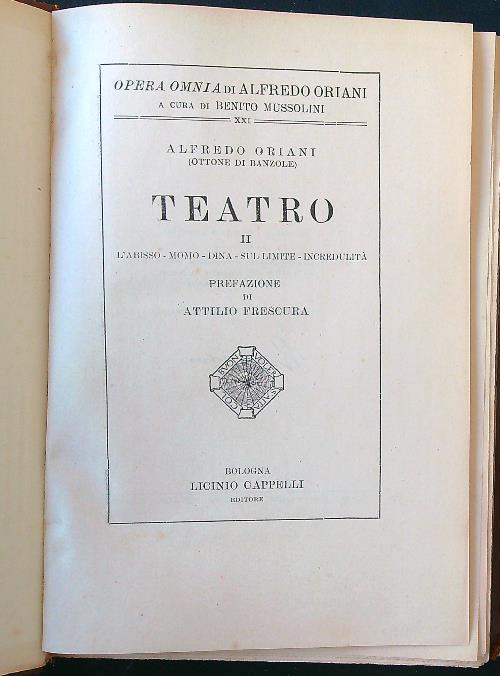 OPERA OMNIA DI ALFREDO ORIANI
A CURA DI BENITO MUSSOLINI
XXI
ALFREDO ORIANI
(OTTONE DI BANZOLE)
TEATRO
II
L'ABISSO - MOMO - DINA - SUL LIMITE - INCREDULITÀ
PREFAZIONE
DI
ATTILIO FRESCURA
BOLOGNA
LICINIO CAPPELLI
EDITORE